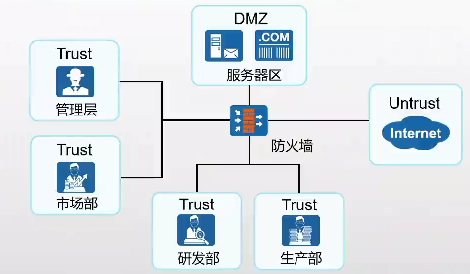 DMZ
.COM
服务器区
Trust
管理层
Trust
市场部
防火墙
Untrust
Internet
Trust
研发部
Trust
生产部